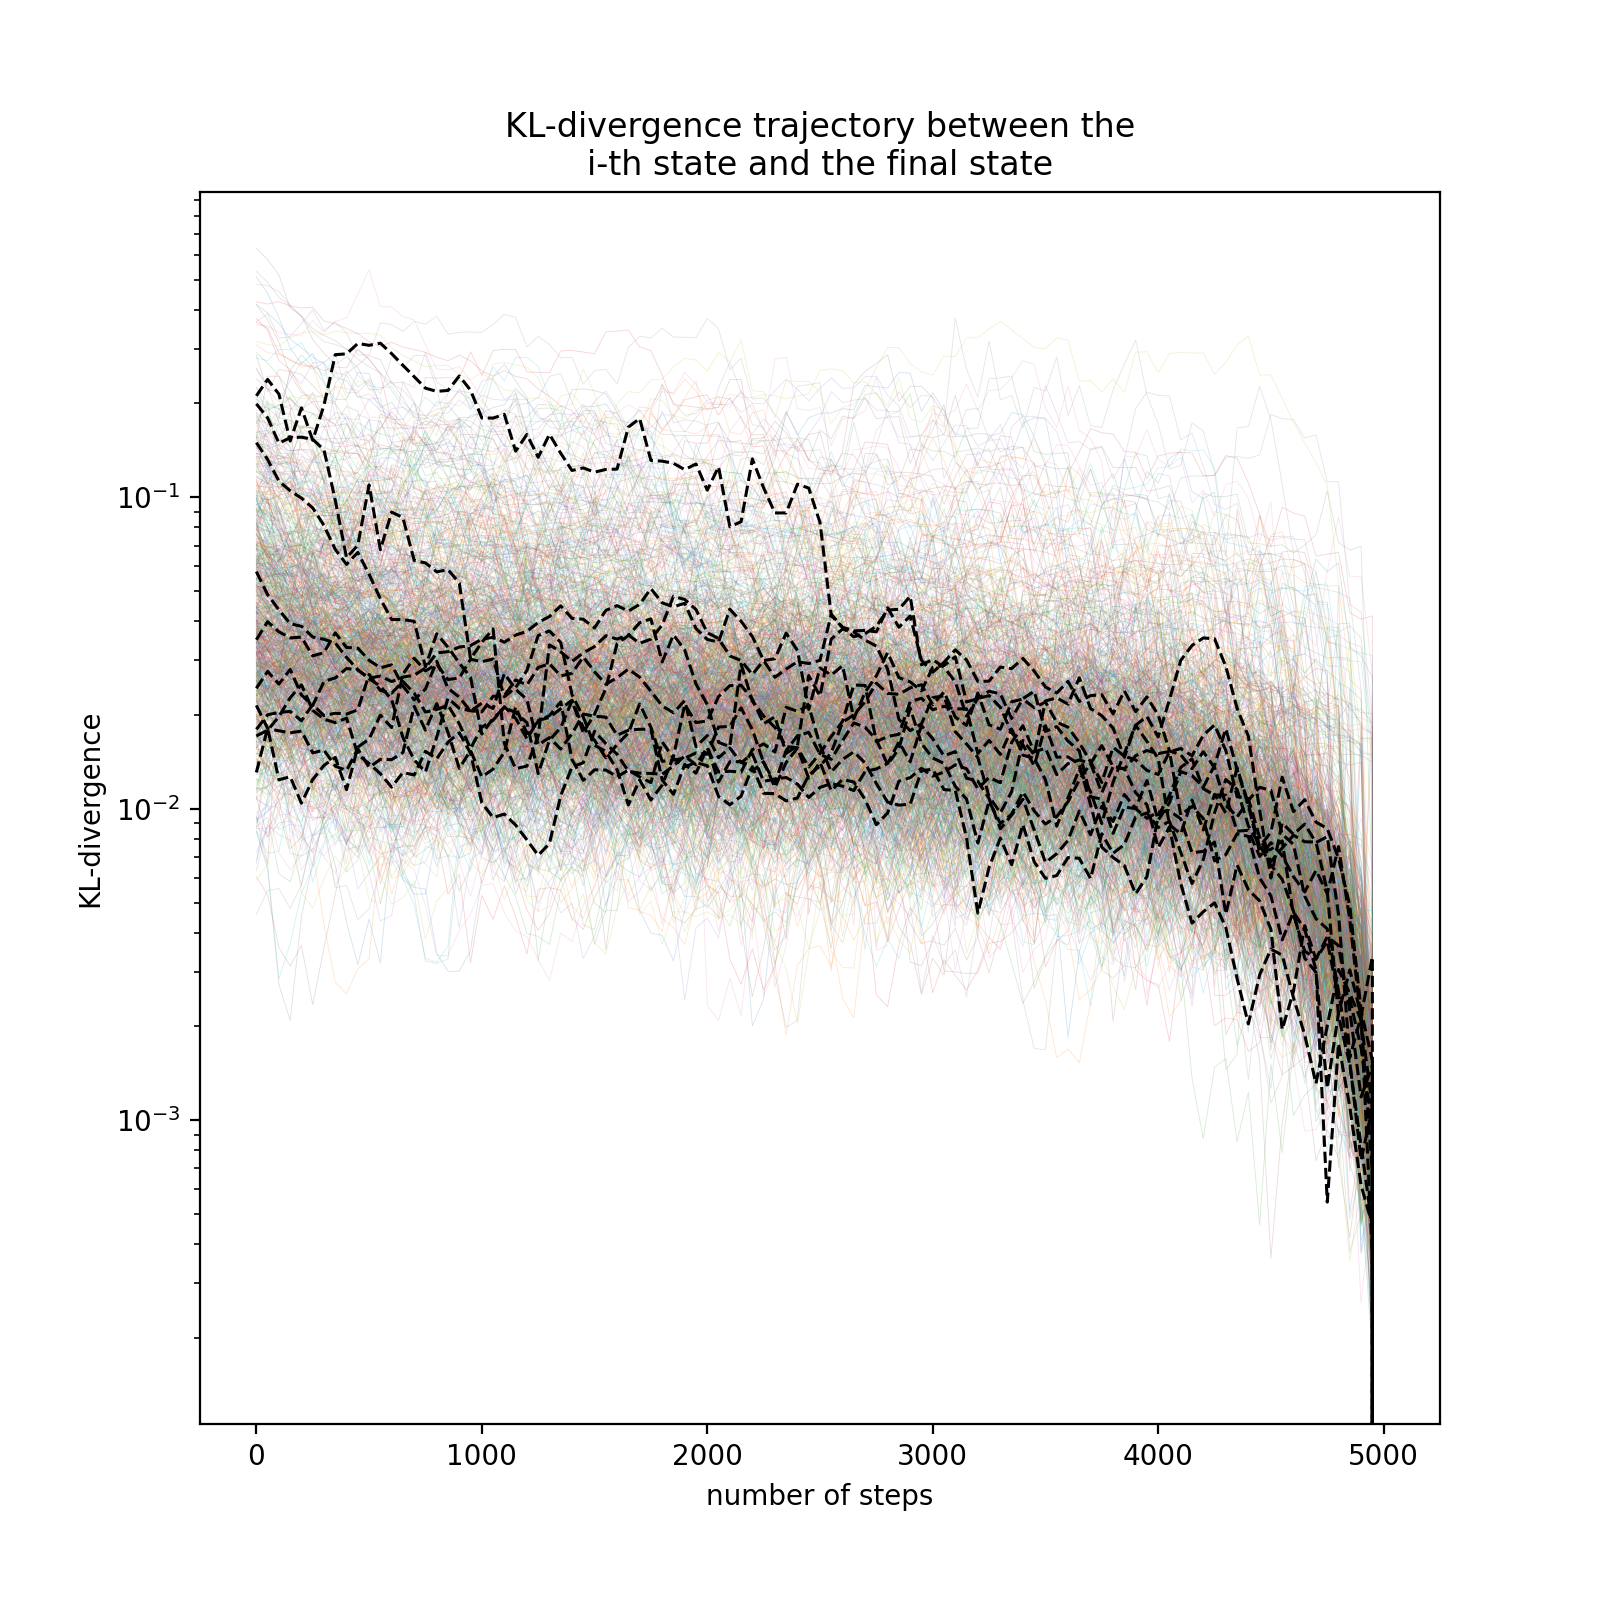 KL-divergence trajectory between the
i-th state and the final state
KL-divergence
10⁻¹
10⁻²
10⁻³
0 1000 2000 3000 4000 5000
number of steps